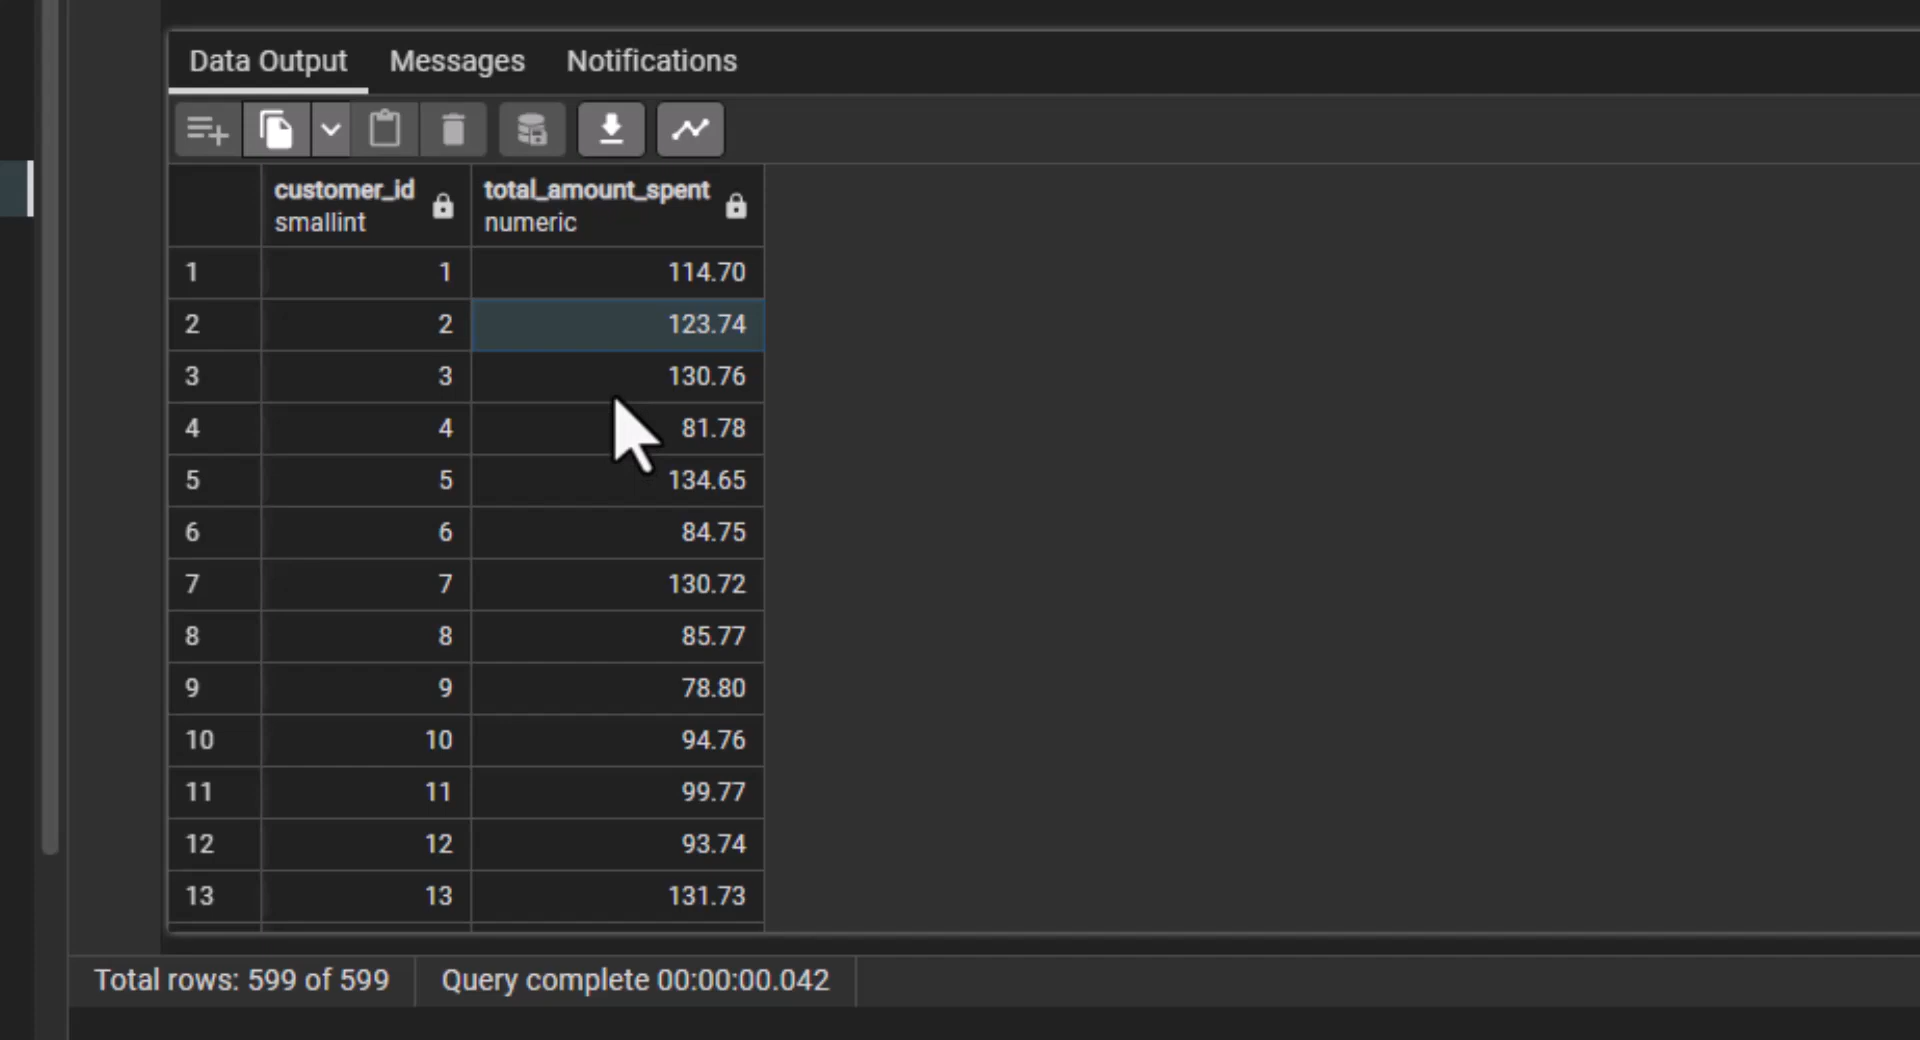 Data Output Messages Notifications
customer_id total_amount_spent
smallint numeric
1 1 114.70
2 2 123.74
3 3 130.76
4 4 81.78
5 5 134.65
6 6 84.75
7 7 130.72
8 8 85.77
9 9 78.80
10 10 94.76
11 11 99.77
12 12 93.74
13 13 131.73
Total rows: 599 of 599 Query complete 00:00:00.042